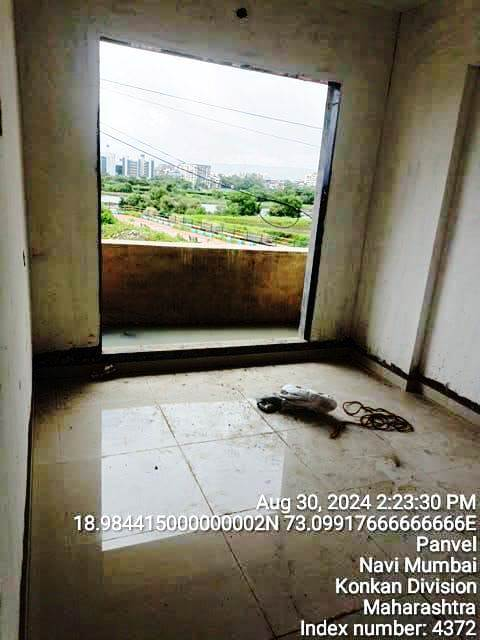 Aug 30, 2024 2:23:30 PM
18.984415000000002N 73.09917666666666E
Panvel
Navi Mumbai
Konkan Division
Maharashtra
Index number: 4372